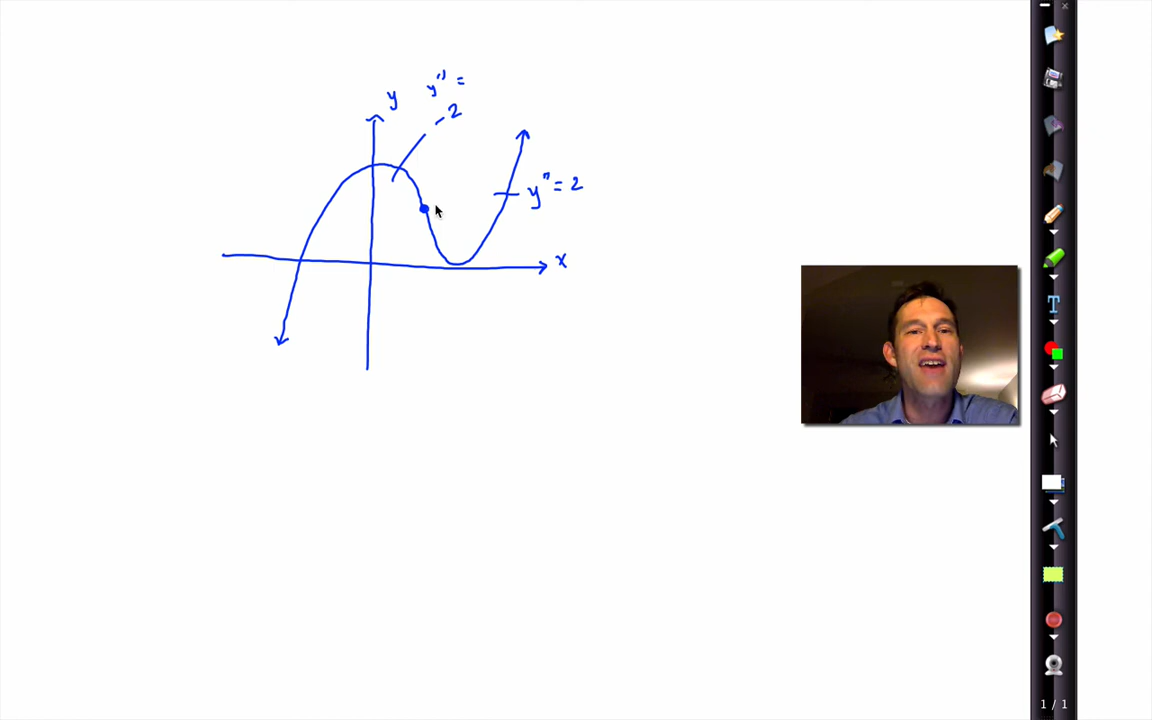 y'' =
y
-2
y'' = 2
x
T
1 / 1